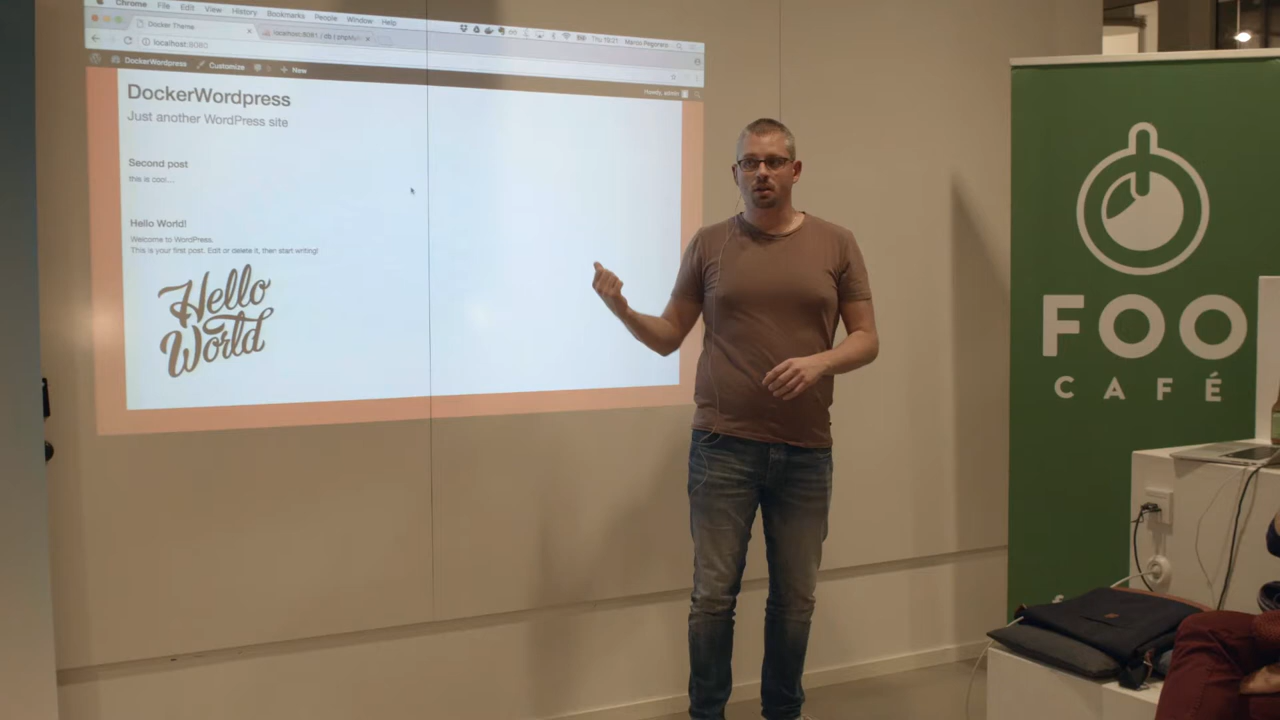 Chrome File Edit View History Bookmarks People Window Help
Docker Theme
localhost:8080
DockerWordpress Customize New
Howdy, admin
DockerWordpress
Just another WordPress site
Second post
this is cool...
Hello World!
Welcome to WordPress.
This is your first post. Edit or delete it, then start writing!
Hello
World
FOO
CAFÉ